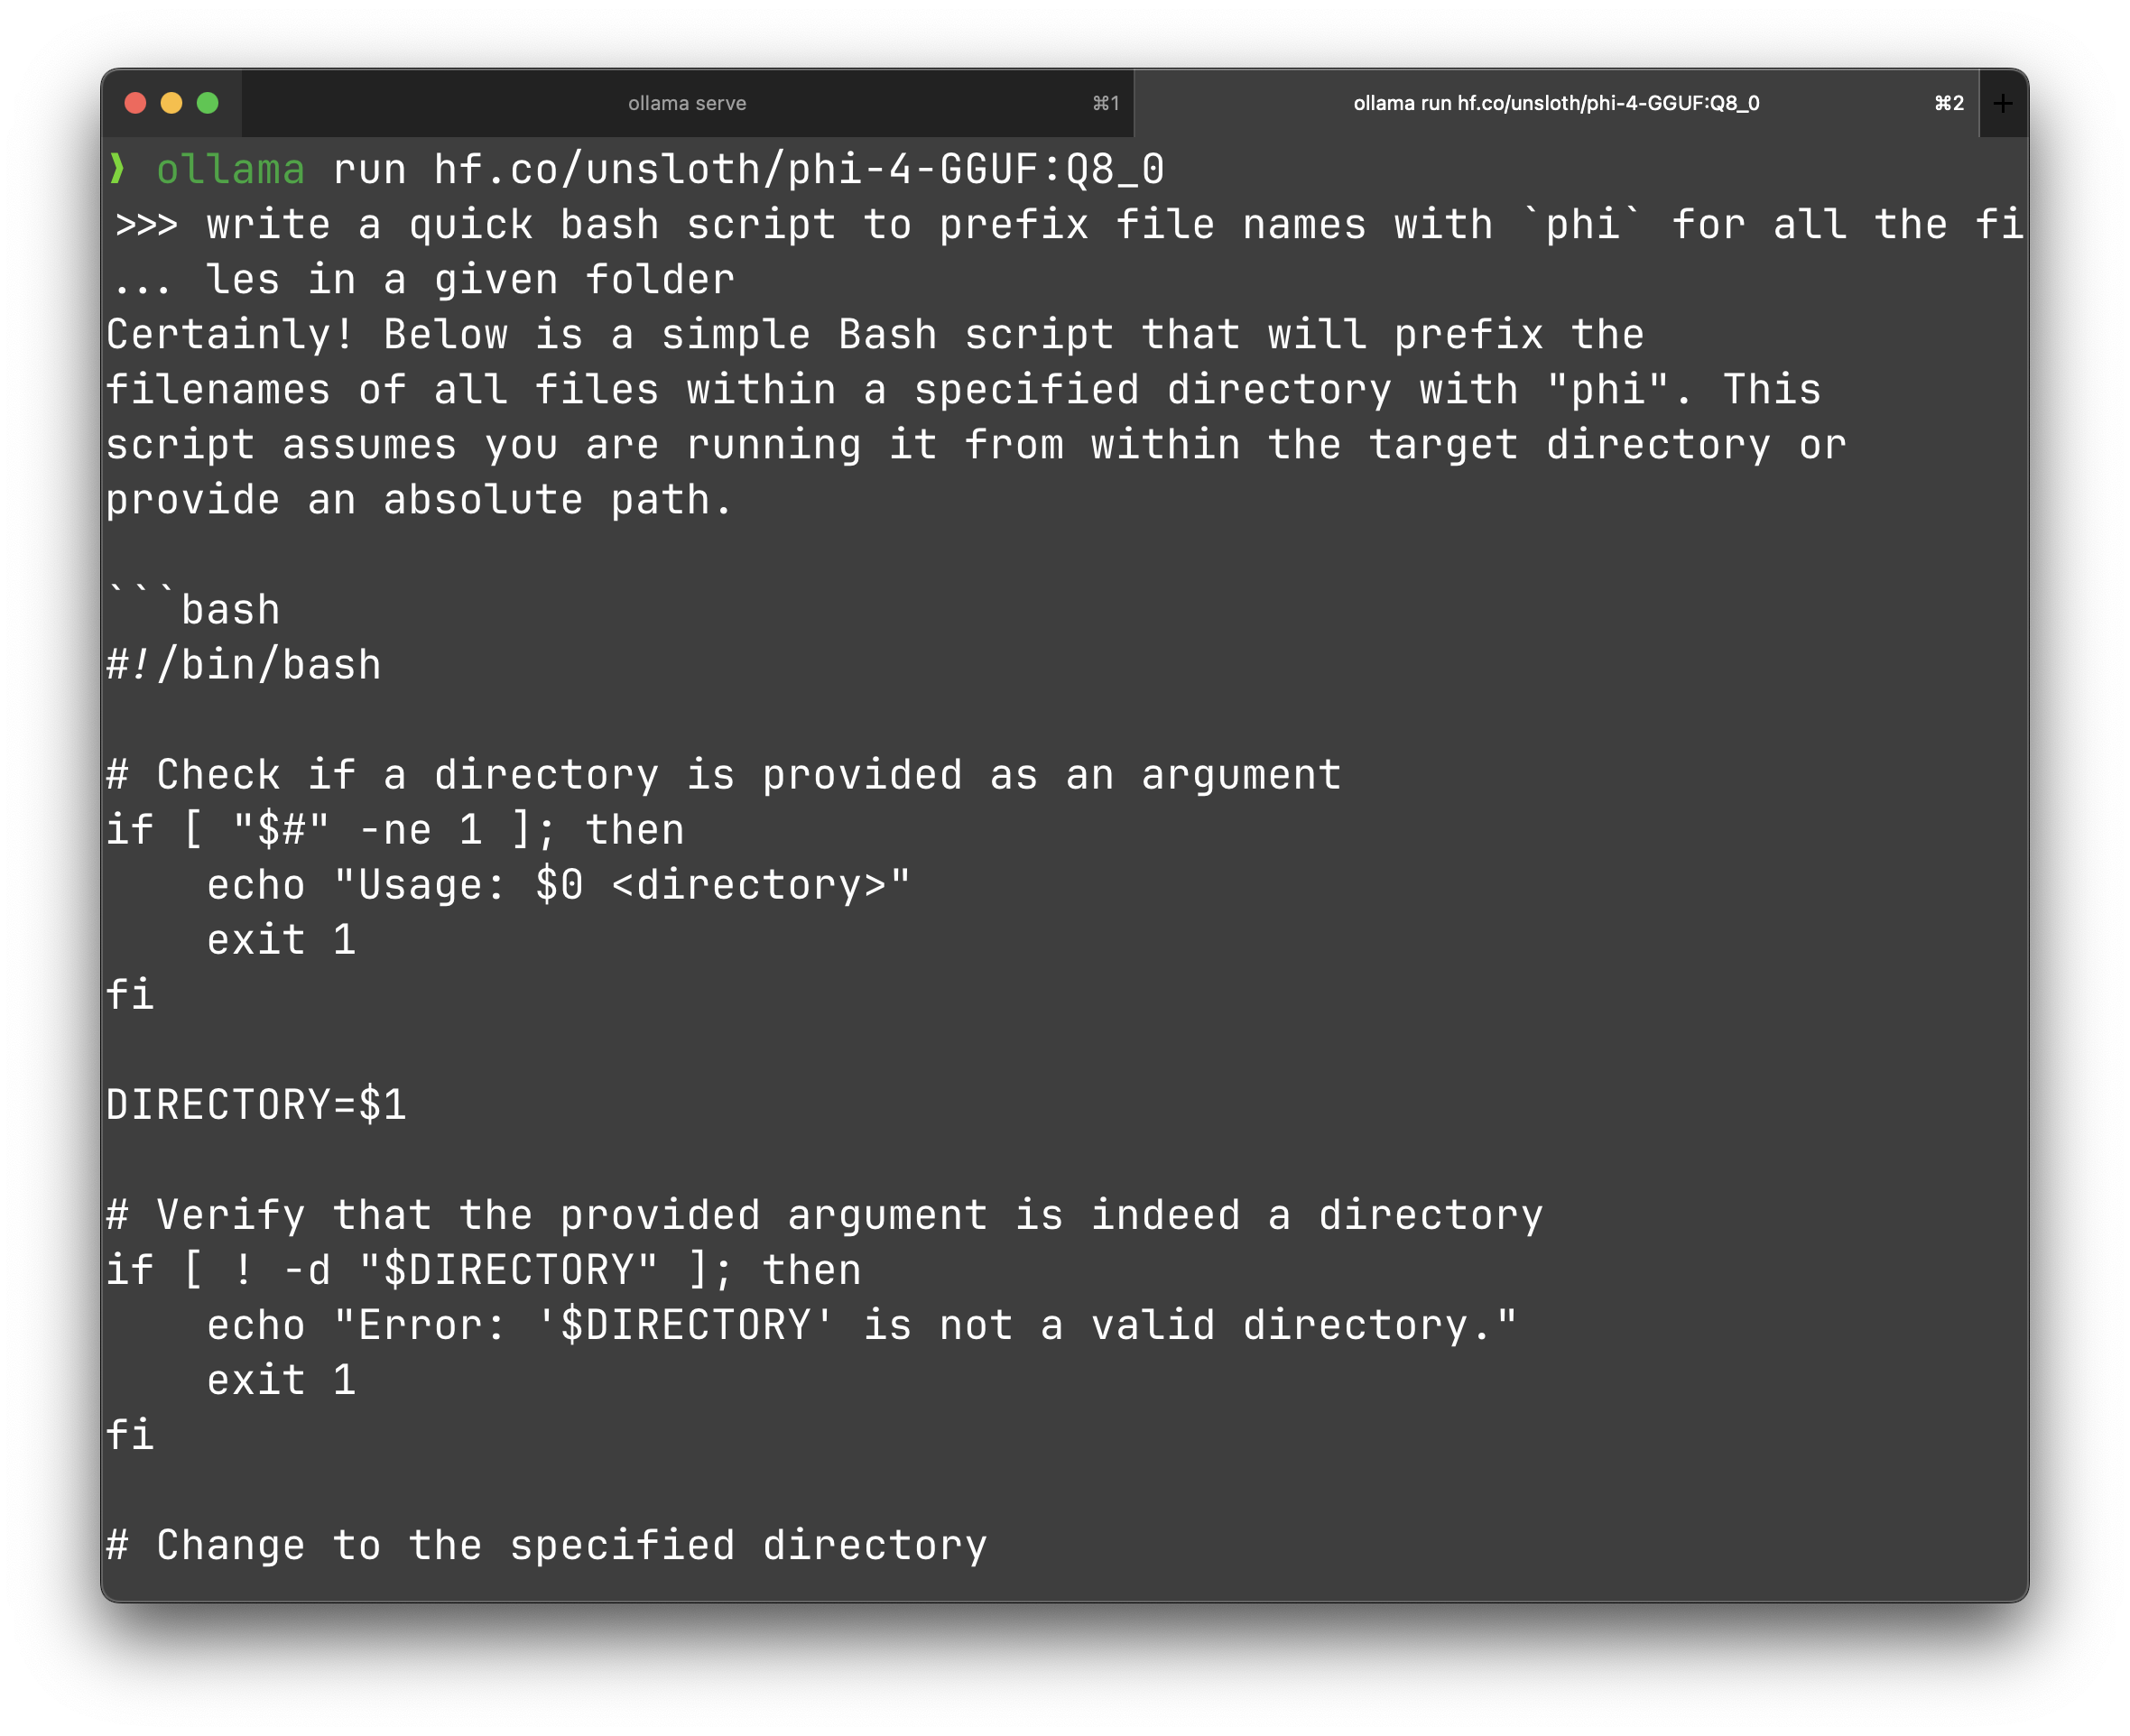 ollama serve ⌘1 ollama run hf.co/unsloth/phi-4-GGUF:Q8_0 ⌘2 +
❱ ollama run hf.co/unsloth/phi-4-GGUF:Q8_0
>>> write a quick bash script to prefix file names with `phi` for all the fi
... les in a given folder
Certainly! Below is a simple Bash script that will prefix the
filenames of all files within a specified directory with "phi". This
script assumes you are running it from within the target directory or
provide an absolute path.

```bash
#!/bin/bash

# Check if a directory is provided as an argument
if [ "$#" -ne 1 ]; then
    echo "Usage: $0 <directory>"
    exit 1
fi

DIRECTORY=$1

# Verify that the provided argument is indeed a directory
if [ ! -d "$DIRECTORY" ]; then
    echo "Error: '$DIRECTORY' is not a valid directory."
    exit 1
fi

# Change to the specified directory